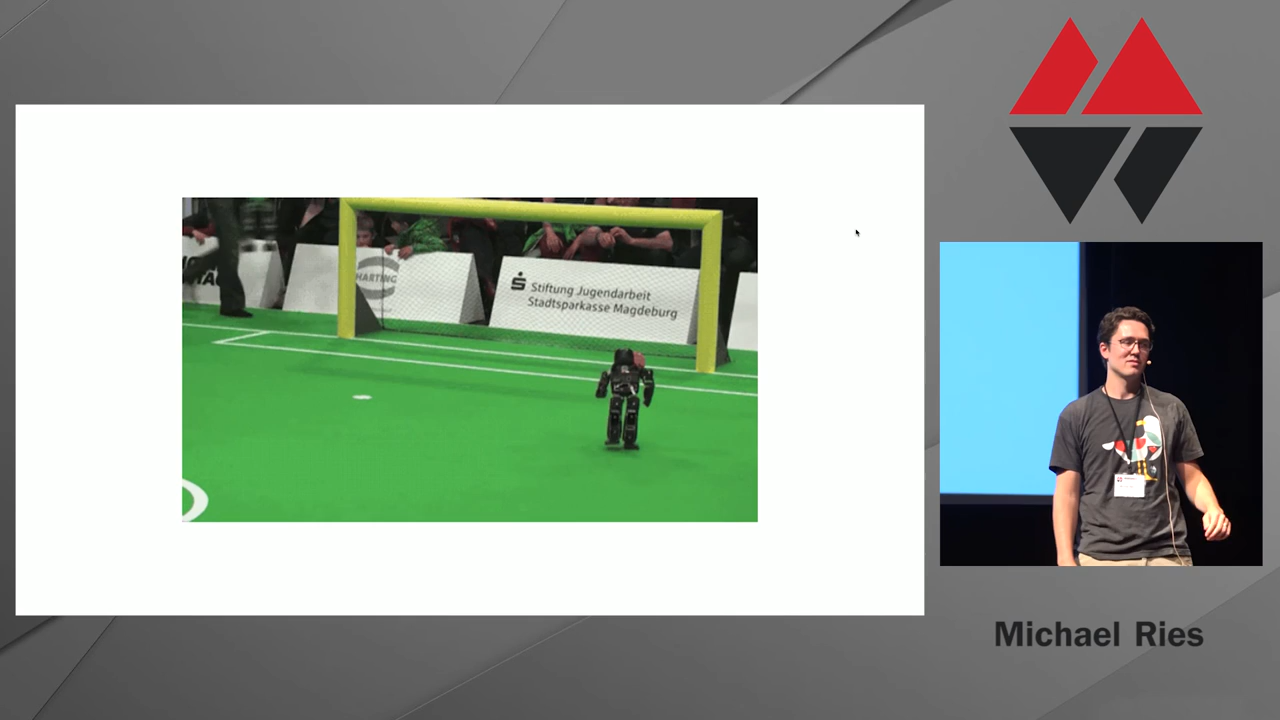 HARTING
Stiftung Jugendarbeit
Stadtsparkasse Magdeburg
Michael Ries